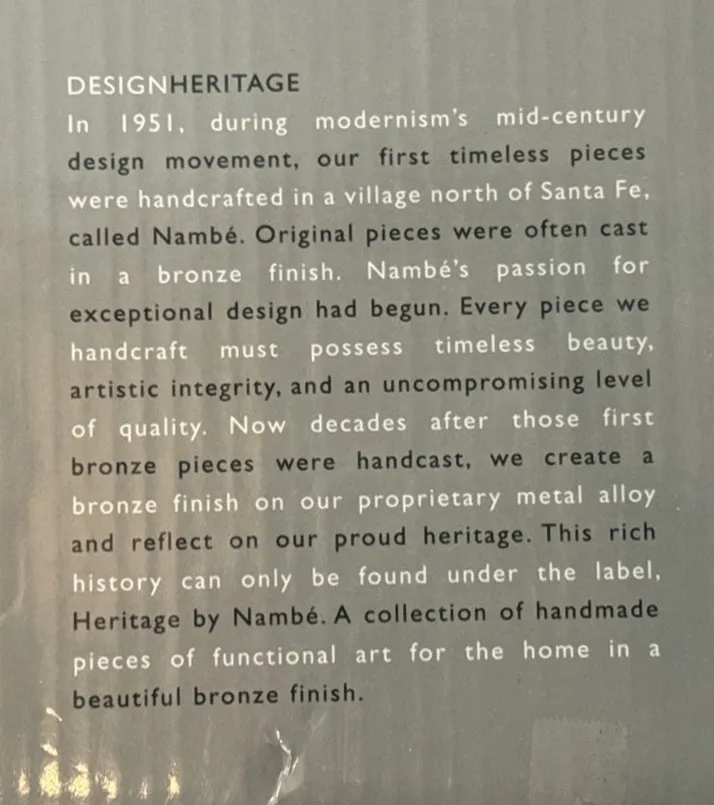 DESIGNHERITAGE
In 1951, during modernism's mid-century
design movement, our first timeless pieces
were handcrafted in a village north of Santa Fe,
called Nambé. Original pieces were often cast
in a bronze finish. Nambé's passion for
exceptional design had begun. Every piece we
handcraft must possess timeless beauty,
artistic integrity, and an uncompromising level
of quality. Now decades after those first
bronze pieces were handcast, we create a
bronze finish on our proprietary metal alloy
and reflect on our proud heritage. This rich
history can only be found under the label,
Heritage by Nambé. A collection of handmade
pieces of functional art for the home in a
beautiful bronze finish.